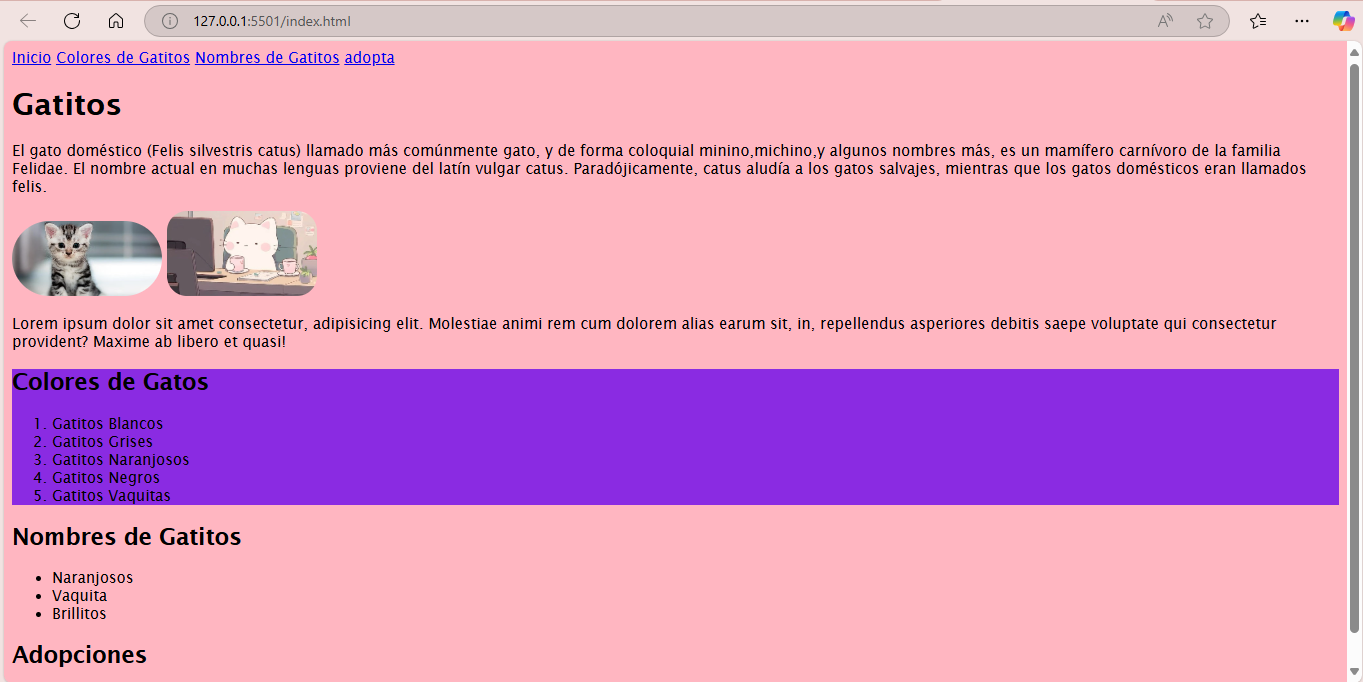 127.0.0.1:5501/index.html
Inicio Colores de Gatitos Nombres de Gatitos adopta
Gatitos
El gato doméstico (Felis silvestris catus) llamado más comúnmente gato, y de forma coloquial minino,michino,y algunos nombres más, es un mamífero carnívoro de la familia
Felidae. El nombre actual en muchas lenguas proviene del latín vulgar catus. Paradójicamente, catus aludía a los gatos salvajes, mientras que los gatos domésticos eran llamados
felis.
Lorem ipsum dolor sit amet consectetur, adipisicing elit. Molestiae animi rem cum dolorem alias earum sit, in, repellendus asperiores debitis saepe voluptate qui consectetur
provident? Maxime ab libero et quasi!
Colores de Gatos
1. Gatitos Blancos
2. Gatitos Grises
3. Gatitos Naranjosos
4. Gatitos Negros
5. Gatitos Vaquitas
Nombres de Gatitos
• Naranjosos
• Vaquita
• Brillitos
Adopciones